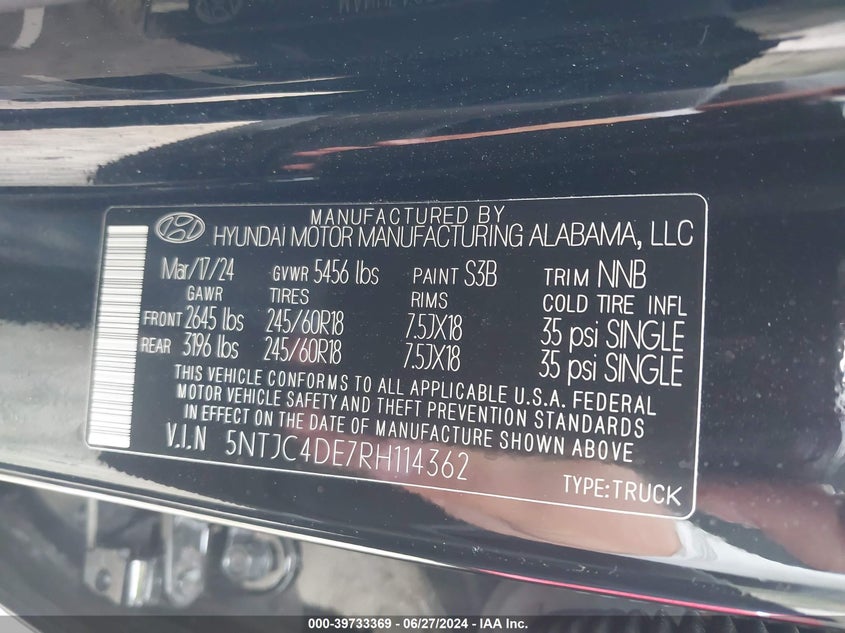 MANUFACTURED BY
HYUNDAI MOTOR MANUFACTURING ALABAMA, LLC
Mar/17/24 GVWR 5456 lbs PAINT S3B TRIM NNB
GAWR TIRES RIMS COLD TIRE INFL
FRONT 2645 lbs 245/60R18 7.5JX18 35 psi SINGLE
REAR 3196 lbs 245/60R18 7.5JX18 35 psi SINGLE
THIS VEHICLE CONFORMS TO ALL APPLICABLE U.S.A. FEDERAL
MOTOR VEHICLE SAFETY AND THEFT PREVENTION STANDARDS
IN EFFECT ON THE DATE OF MANUFACTURE SHOWN ABOVE
V.I.N 5NTJC4DE7RH114362
TYPE:TRUCK
000-39733369 | 06/27/2024 - IAA Inc.